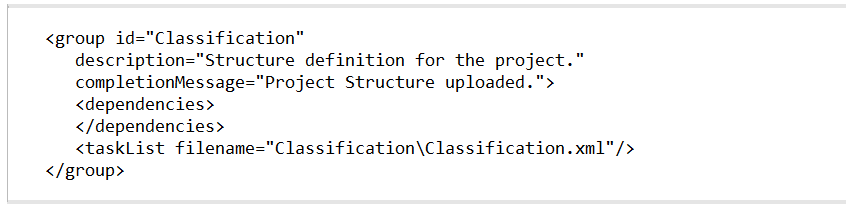 <group id="Classification"
description="Structure definition for the project."
completionMessage="Project Structure uploaded.">
<dependencies>
</dependencies>
<taskList filename="Classification\Classification.xml"/>
</group>